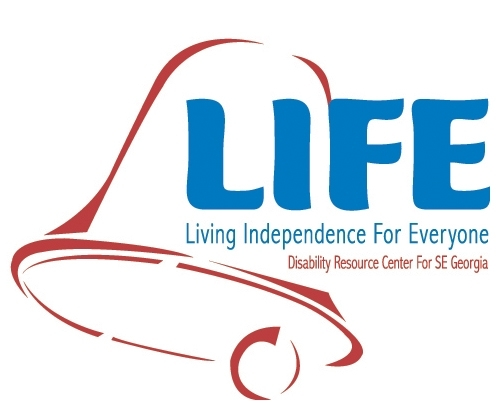 LIFE
Living Independence For Everyone
Disability Resource Center For SE Georgia